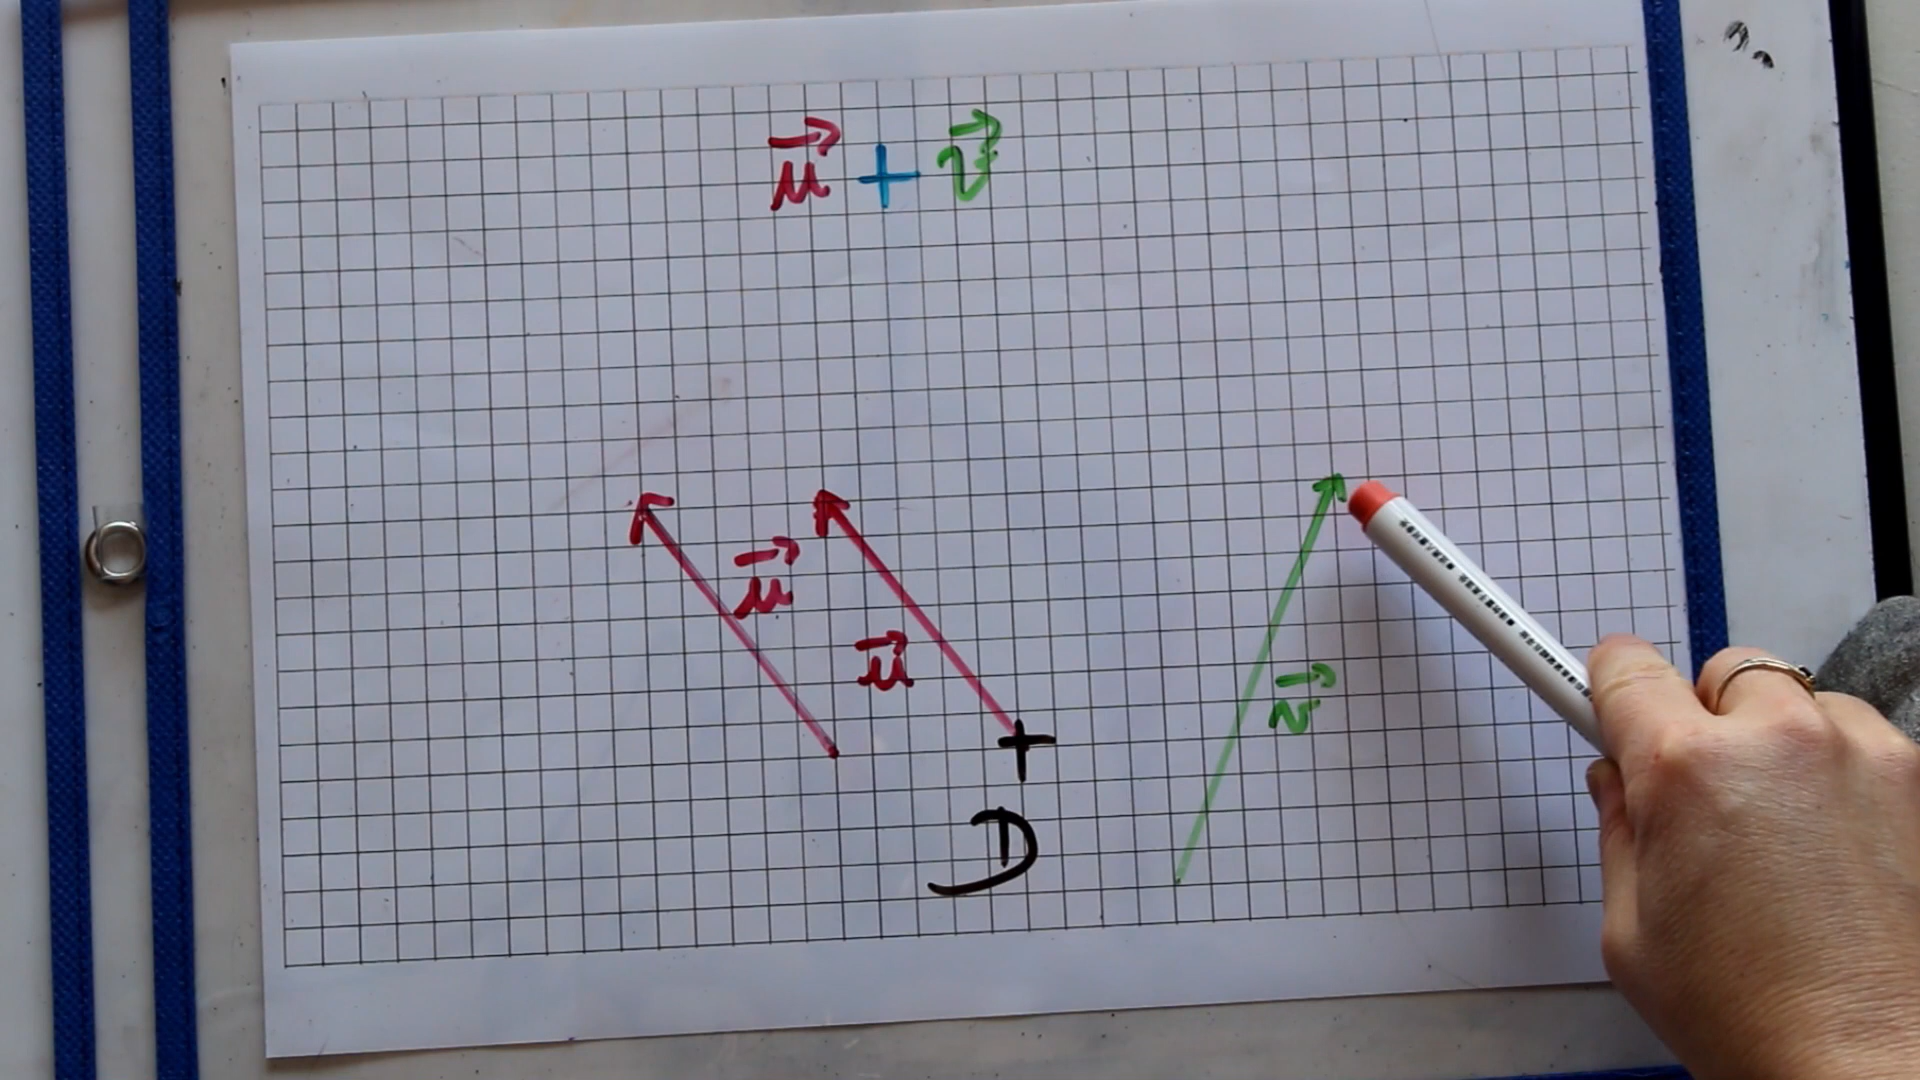 u⃗ + v⃗
u⃗
u⃗
v⃗
D